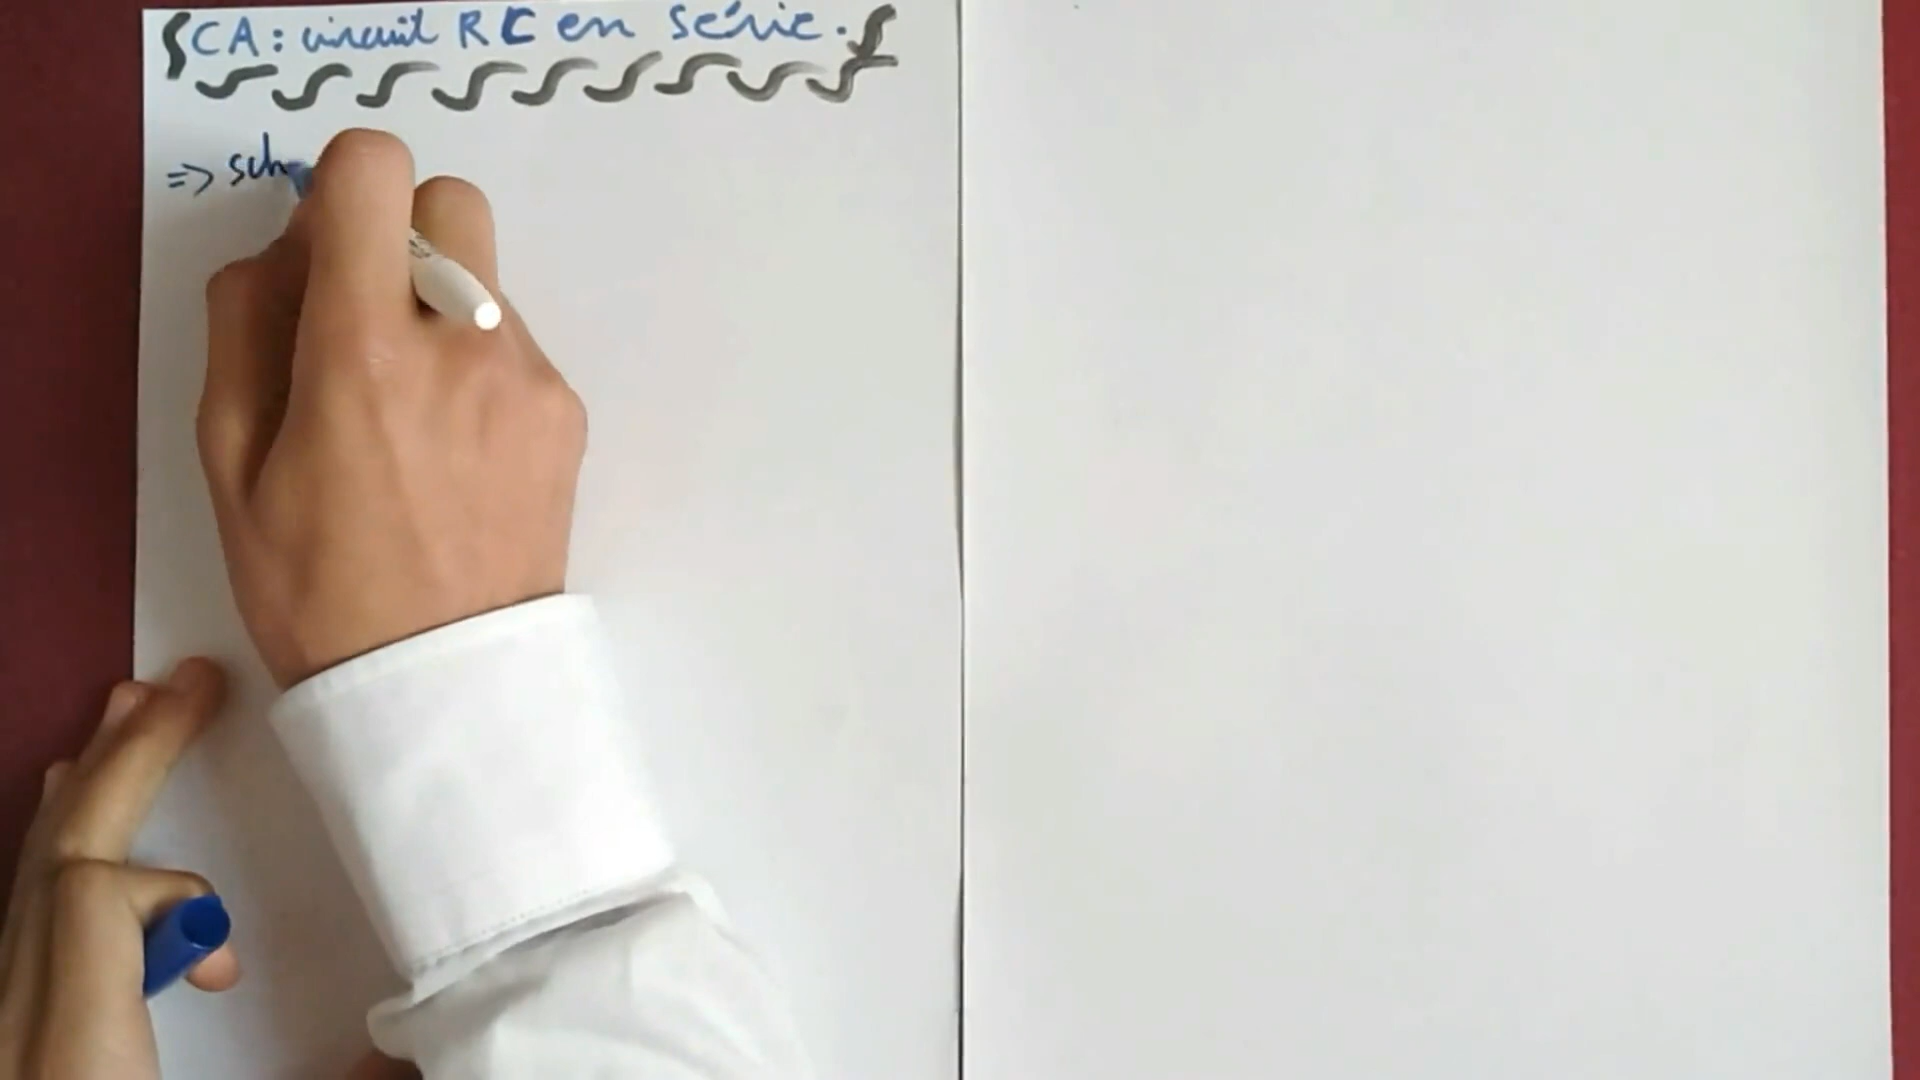 CA: circuit RC en série.
=> sch